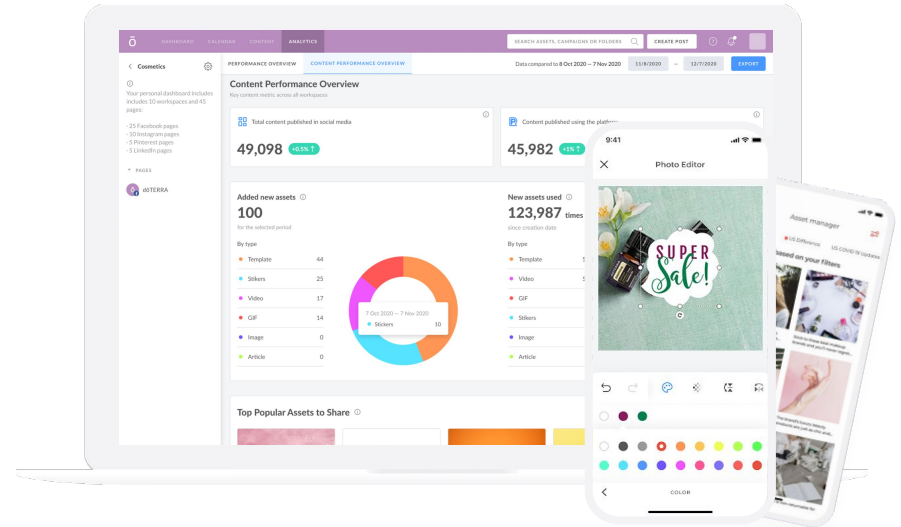 ō
DASHBOARD CALENDAR CONTENT ANALYTICS
SEARCH ASSETS, CAMPAIGNS OR FOLDERS
CREATE POST
Cosmetics
PERFORMANCE OVERVIEW CONTENT PERFORMANCE OVERVIEW
Data compared to 8 Oct 2020 — 7 Nov 2020
11/8/2020 – 12/7/2020
EXPORT
Your personal dashboard includes
includes 10 workspaces and 45
pages:
- 25 Facebook pages
- 10 Instagram pages
- 5 Pinterest pages
- 5 LinkedIn pages
PAGES
dōTERRA
Content Performance Overview
Key content metric across all workspaces
Total content published in social media
49,098 +0.5% ↑
Content published using the platform
45,982 +1% ↑
Added new assets
100
for the selected period
By type
Template 44
Stikers 25
Video 17
GIF 14
Image 0
Article 0
7 Oct 2020 — 7 Nov 2020
Stickers 10
New assets used
123,987 times
since creation date
By type
Template 1
Video 5
GIF
Stikers
Image
Article
Top Popular Assets to Share
9:41
Photo Editor
SUPER
Sale!
COLOR
Asset manager
US Difference US COVID-19 Updates
based on your filters